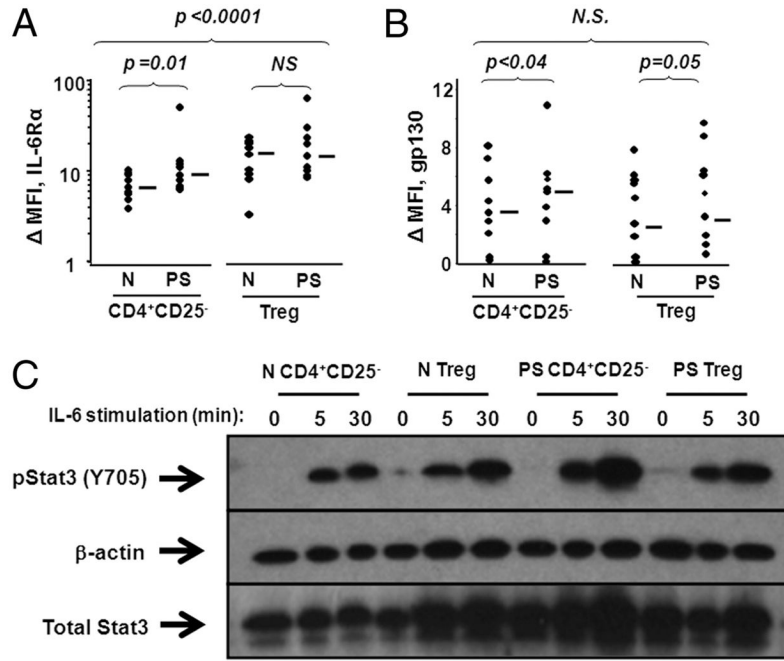 A
p <0.0001
p=0.01
NS
Δ MFI, IL-6Rα
100
10
1
N PS N PS
CD4⁺CD25⁻ Treg
B
N.S.
p<0.04
p=0.05
Δ MFI, gp130
12
8
4
0
N PS N PS
CD4⁺CD25⁻ Treg
C
N CD4⁺CD25⁻ N Treg PS CD4⁺CD25⁻ PS Treg
IL-6 stimulation (min): 0 5 30 0 5 30 0 5 30 0 5 30
pStat3 (Y705)
β-actin
Total Stat3